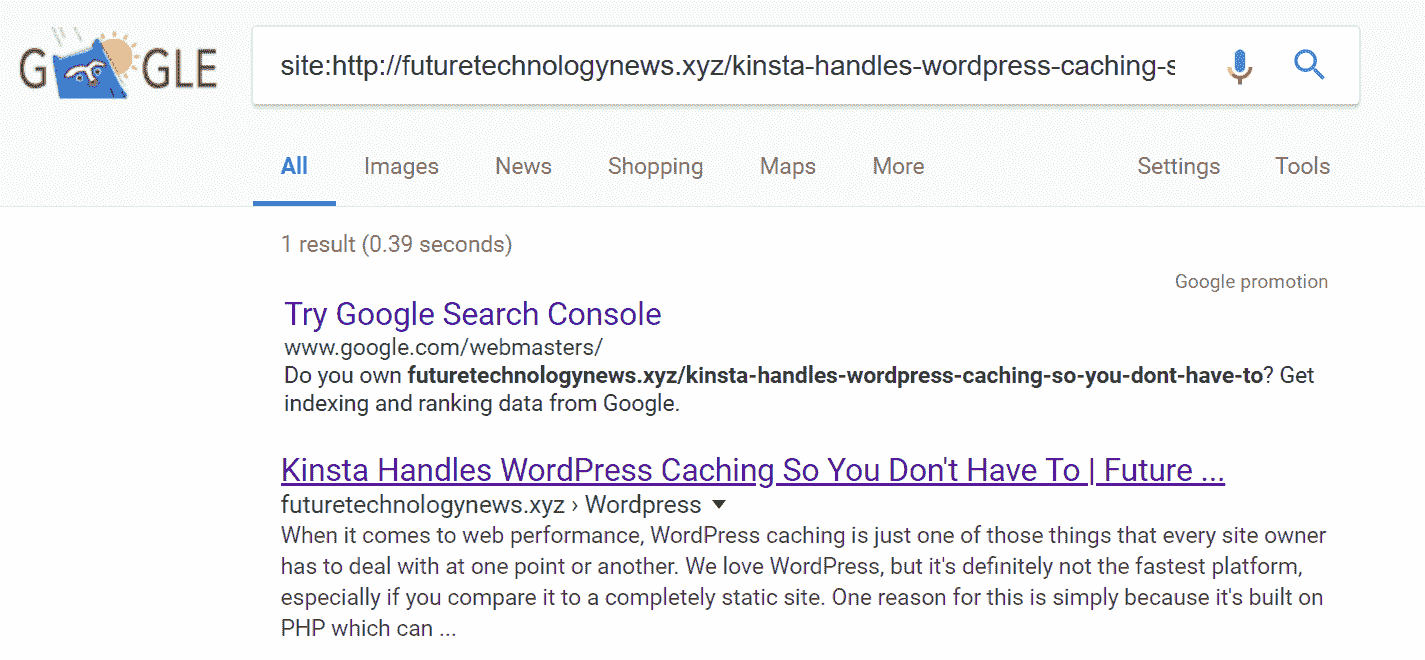 GOOGLE
site:http://futuretechnologynews.xyz/kinsta-handles-wordpress-caching-s
All Images News Shopping Maps More Settings Tools
1 result (0.39 seconds)
Google promotion
Try Google Search Console
www.google.com/webmasters/
Do you own futuretechnologynews.xyz/kinsta-handles-wordpress-caching-so-you-dont-have-to? Get
indexing and ranking data from Google.
Kinsta Handles WordPress Caching So You Don't Have To | Future ...
futuretechnologynews.xyz › Wordpress
When it comes to web performance, WordPress caching is just one of those things that every site owner
has to deal with at one point or another. We love WordPress, but it's definitely not the fastest platform,
especially if you compare it to a completely static site. One reason for this is simply because it's built on
PHP which can ...